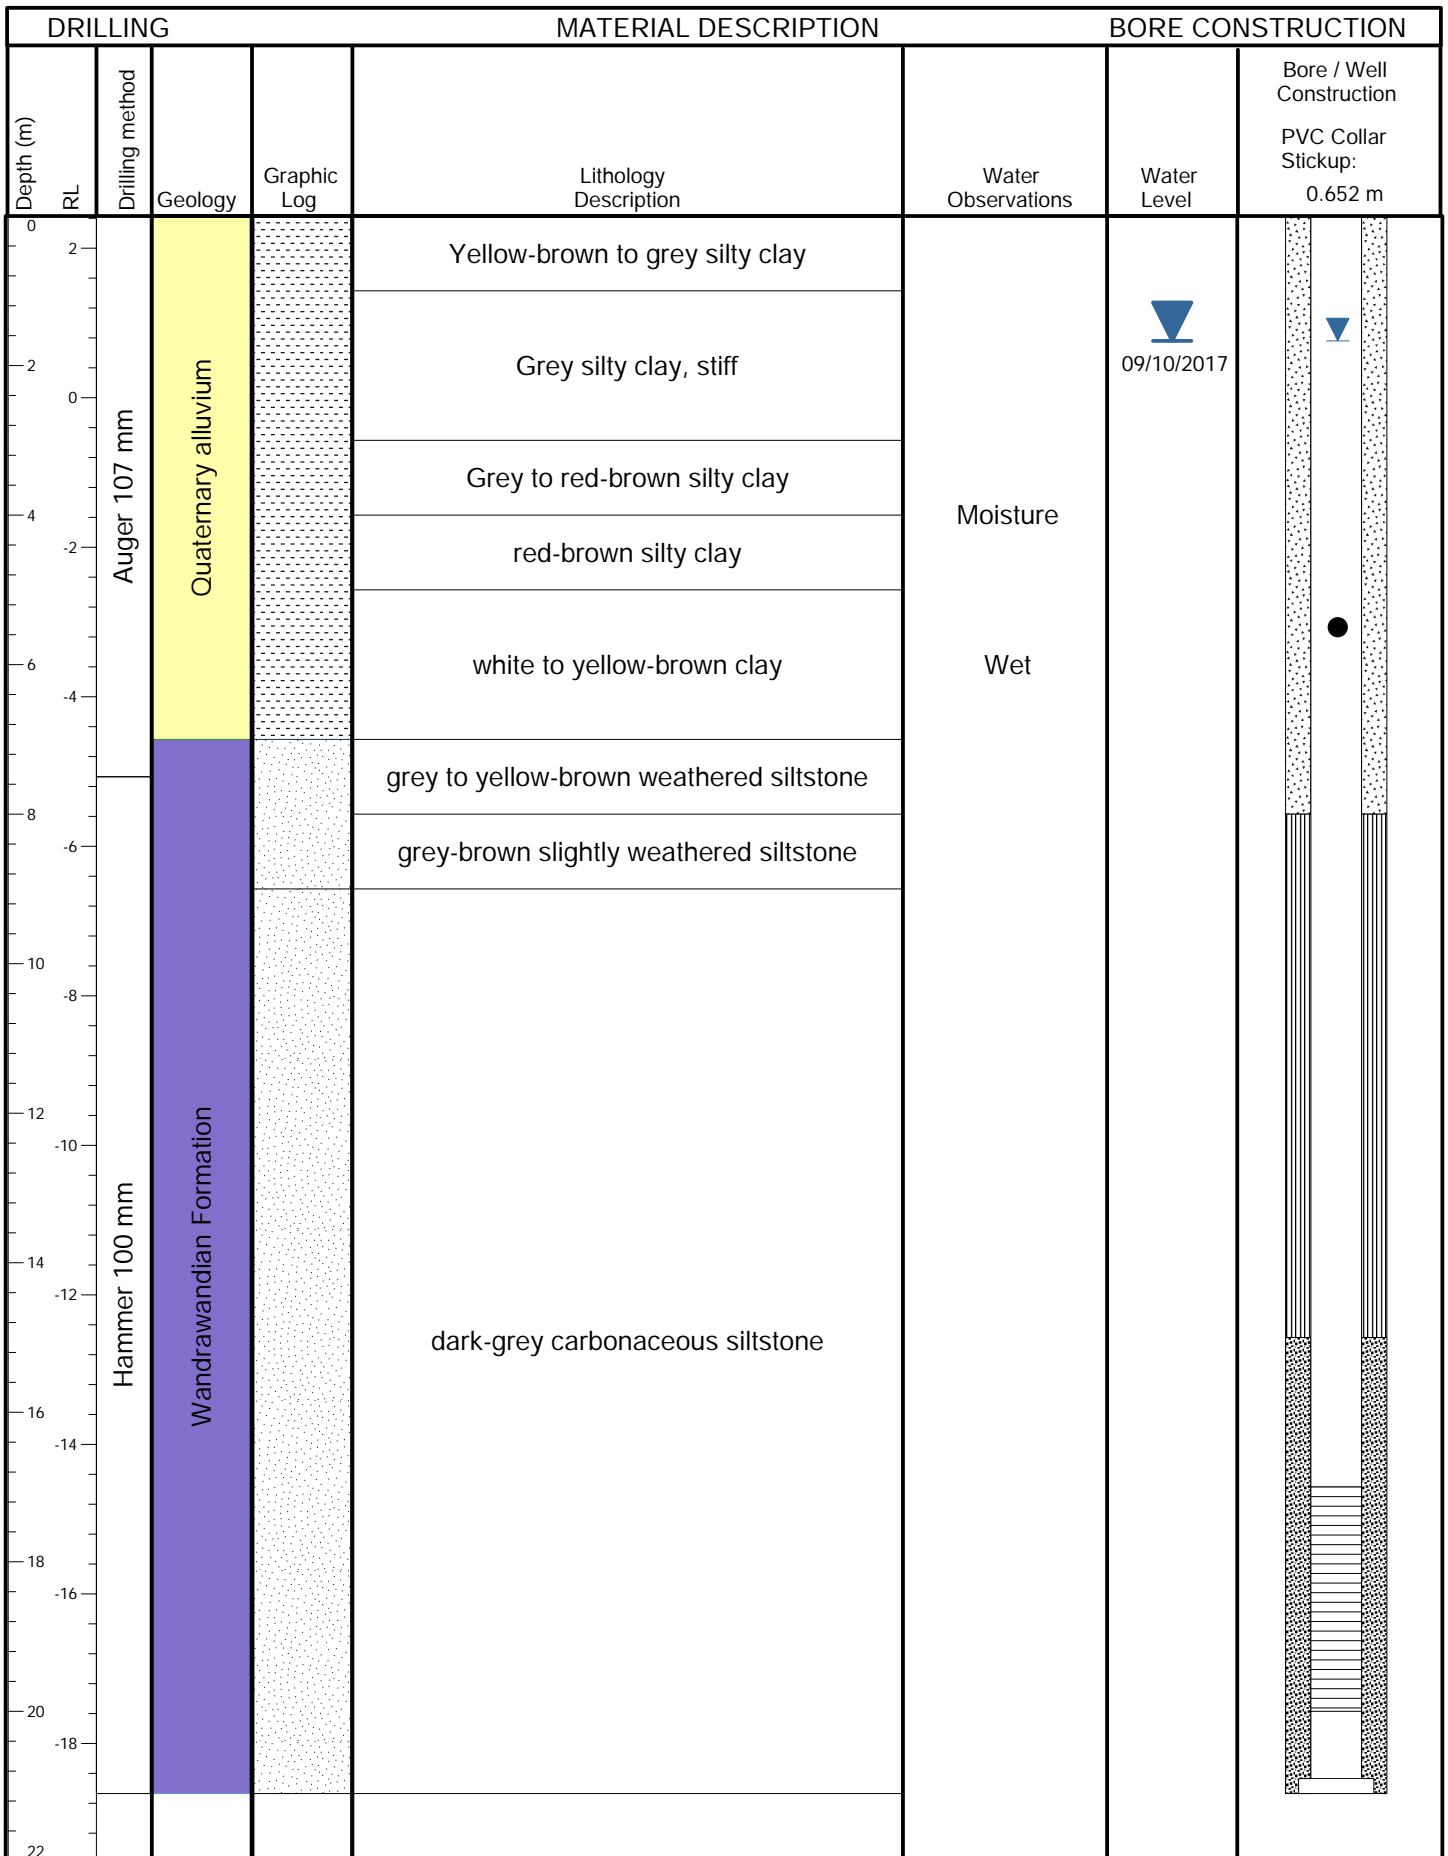 DRILLING
MATERIAL DESCRIPTION
BORE CONSTRUCTION
Depth (m)
RL
Drilling method
Geology
Graphic
Log
Lithology
Description
Water
Observations
Water
Level
Bore / Well
Construction
PVC Collar
Stickup:
0.652 m
0
2
4
6
8
10
12
14
16
18
20
22
2
0
-2
-4
-6
-8
-10
-12
-14
-16
-18
Auger 107 mm
Hammer 100 mm
Quaternary alluvium
Wandrawandian Formation
Yellow-brown to grey silty clay
Grey silty clay, stiff
Grey to red-brown silty clay
red-brown silty clay
white to yellow-brown clay
grey to yellow-brown weathered siltstone
grey-brown slightly weathered siltstone
dark-grey carbonaceous siltstone
Moisture
Wet
09/10/2017